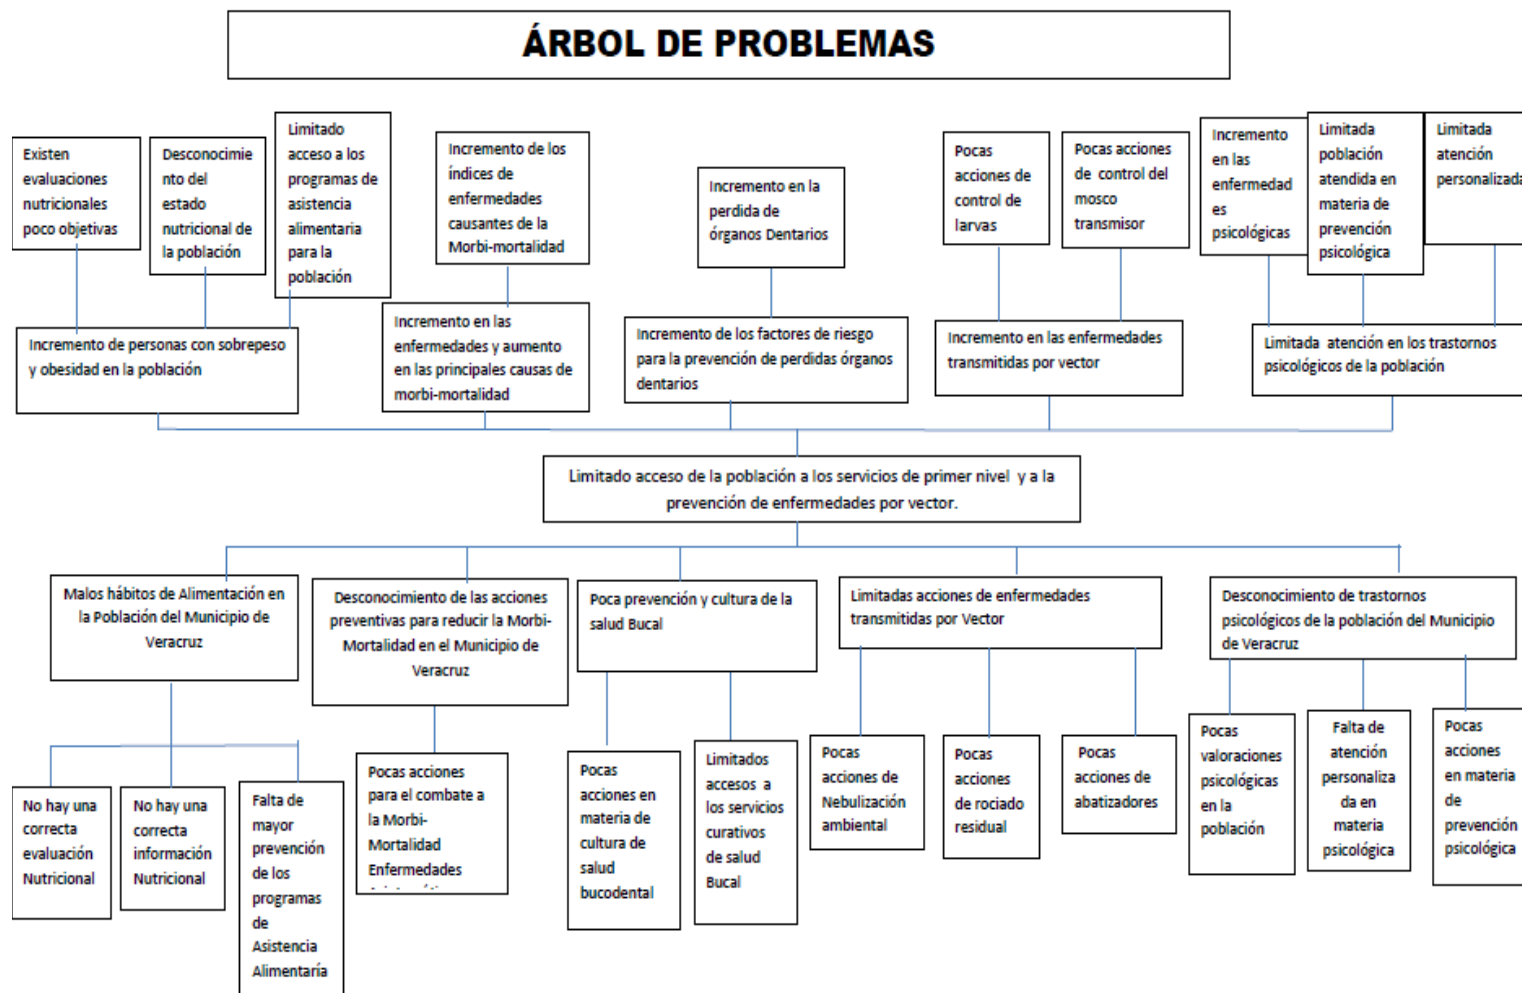 ÁRBOL DE PROBLEMAS
Existen
evaluaciones
nutricionales
poco objetivas
Desconocimie
nto del
estado
nutricional de
la población
Limitado
acceso a los
programas de
asistencia
alimentaria
para la
población
Incremento de los
índices de
enfermedades
causantes de la
Morbi-mortalidad
Incremento en la
perdida de
órganos Dentarios
Pocas
acciones de
control de
larvas
Pocas acciones
de control del
mosco
transmisor
Incremento
en las
enfermedad
es
psicológicas
Limitada
población
atendida en
materia de
prevención
psicológica
Limitada
atención
personalizada
Incremento de personas con sobrepeso
y obesidad en la población
Incremento en las
enfermedades y aumento
en las principales causas de
morbi-mortalidad
Incremento de los factores de riesgo
para la prevención de perdidas órganos
dentarios
Incremento en las enfermedades
transmitidas por vector
Limitada atención en los trastornos
psicológicos de la población
Limitado acceso de la población a los servicios de primer nivel y a la
prevención de enfermedades por vector.
Malos hábitos de Alimentación en
la Población del Municipio de
Veracruz
Desconocimiento de las acciones
preventivas para reducir la Morbi-
Mortalidad en el Municipio de
Veracruz
Poca prevención y cultura de la
salud Bucal
Limitadas acciones de enfermedades
transmitidas por Vector
Desconocimiento de trastornos
psicológicos de la población del Municipio
de Veracruz
No hay una
correcta
evaluación
Nutricional
No hay una
correcta
información
Nutricional
Falta de
mayor
prevención
de los
programas
de
Asistencia
Alimentaría
Pocas acciones
para el combate a
la Morbi-
Mortalidad
Enfermedades
Pocas
acciones en
materia de
cultura de
salud
bucodental
Limitados
accesos a
los servicios
curativos
de salud
Bucal
Pocas
acciones de
Nebulización
ambiental
Pocas
acciones
de rociado
residual
Pocas
acciones de
abatizadores
Pocas
valoraciones
psicológicas
en la
población
Falta de
atención
personaliza
da en
materia
psicológica
Pocas
acciones
en materia
de
prevención
psicológica